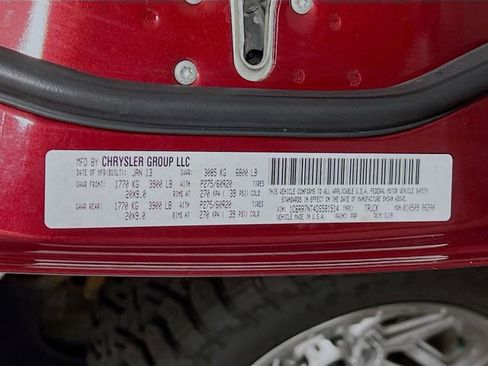 MFD BY CHRYSLER GROUP LLC
DATE OF MFR(BUILT): JAN 13 GVWR: 3085 KG 6800 LB
GAWR FRONT: 1770 KG 3900 LB WITH P275/60R20 TIRES
20X9.0 RIMS AT 270 KPA ( 39 PSI) COLD
GAWR REAR: 1770 KG 3900 LB WITH P275/60R20 TIRES
20X9.0 RIMS AT 270 KPA ( 39 PSI) COLD
THIS VEHICLE CONFORMS TO ALL APPLICABLE U.S.A. FEDERAL MOTOR VEHICLE SAFETY
STANDARDS IN EFFECT ON THE DATE OF MANUFACTURE SHOWN ABOVE.
VIN: TYPE: TRUCK MDH:
PAINT: TRIM: